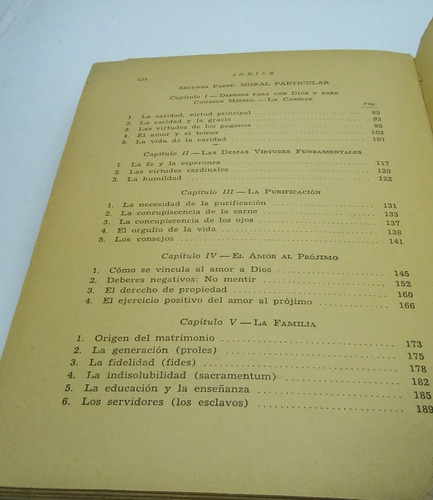 INDICE
SEGUNDA PARTE: MORAL PARTICULAR
Capítulo I — DEBERES PARA CON DIOS Y PARA
CONSIGO MISMO — LA CARIDAD
Pág.
1. La caridad, virtud principal 83
2. La caridad y la gracia 93
3. Las virtudes de los paganos 95
4. El amor y el temor 102
5. La vida de la caridad 107
Capítulo II — LAS DEMAS VIRTUDES FUNDAMENTALES
1. La fe y la esperanza 117
2. Las virtudes cardinales 120
3. La humildad 122
Capítulo III — LA PURIFICACIÓN
1. La necesidad de la purificación 131
2. La concupiscencia de la carne 133
3. La concupiscencia de los ojos 137
4. El orgullo de la vida 138
5. Los consejos 141
Capítulo IV — EL AMOR AL PRÓJIMO
1. Cómo se vincula al amor a Dios 145
2. Deberes negativos: No mentir 152
3. El derecho de propiedad 160
4. El ejercicio positivo del amor al prójimo 166
Capítulo V — LA FAMILIA
1. Origen del matrimonio 173
2. La generación (proles) 175
3. La fidelidad (fides) 178
4. La indisolubilidad (sacramentum) 182
5. La educación y la enseñanza 185
6. Los servidores (los esclavos) 189